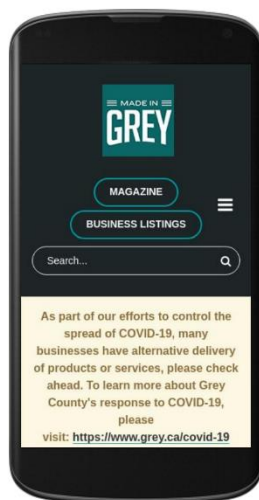 MADE IN
GREY
MAGAZINE
BUSINESS LISTINGS
Search...
As part of our efforts to control the
spread of COVID-19, many
businesses have alternative delivery
of products or services, please check
ahead. To learn more about Grey
County's response to COVID-19,
please
visit: https://www.grey.ca/covid-19